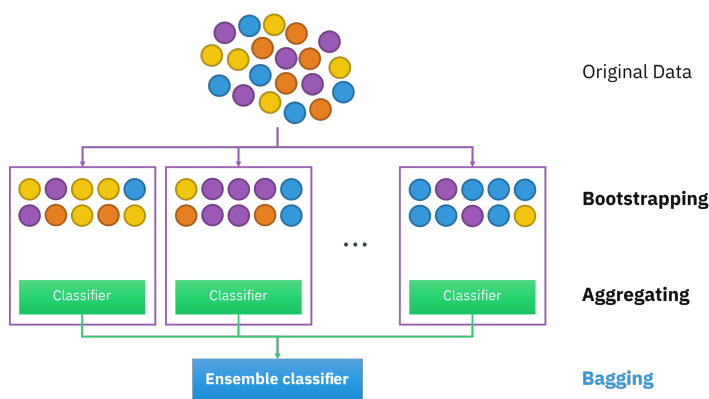 Original Data
Bootstrapping
...
Classifier
Classifier
Classifier
Aggregating
Ensemble classifier
Bagging